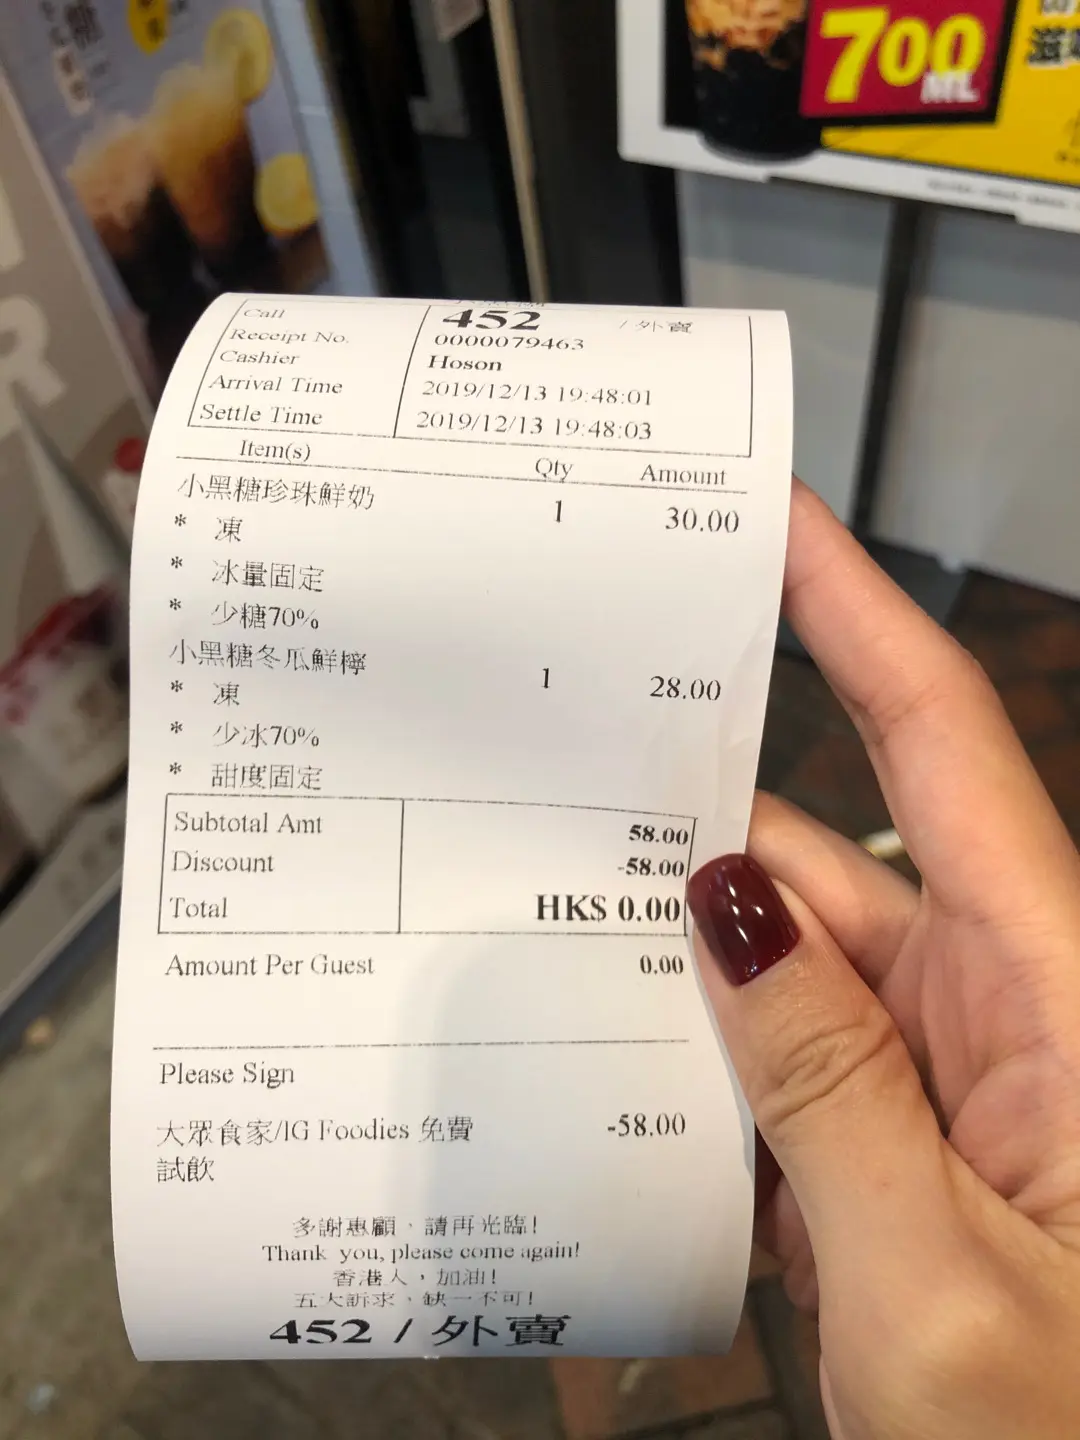 700
ML
Call 452 /外賣
Receipt No. 0000079463
Cashier Hoson
Arrival Time 2019/12/13 19:48:01
Settle Time 2019/12/13 19:48:03
Item(s) Qty Amount
小黑糖珍珠鮮奶 1 30.00
* 凍
* 冰量固定
* 少糖70%
小黑糖冬瓜鮮檸 1 28.00
* 凍
* 少冰70%
* 甜度固定
Subtotal Amt 58.00
Discount -58.00
Total HK$ 0.00
Amount Per Guest 0.00
Please Sign
大眾食家/IG Foodies 免費 -58.00
試飲
多謝惠顧，請再光臨!
Thank you, please come again!
香港人，加油!
五大訴求、缺一不可!
452 / 外賣